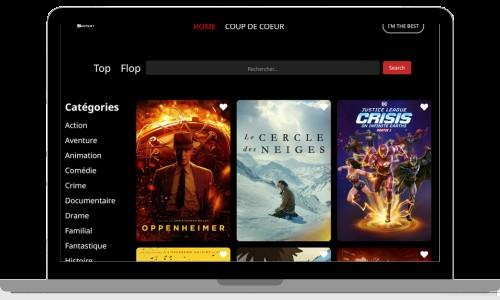 HOME COUP DE COEUR I'M THE BEST
Top Flop Rechercher... Search
Catégories
Action
Aventure
Animation
Comédie
Crime
Documentaire
Drame
Familial
Fantastique
Histoire
OPPENHEIMER
Le CERCLE
des NEIGES
JUSTICE LEAGUE
CRISIS
ON INFINITE EARTHS